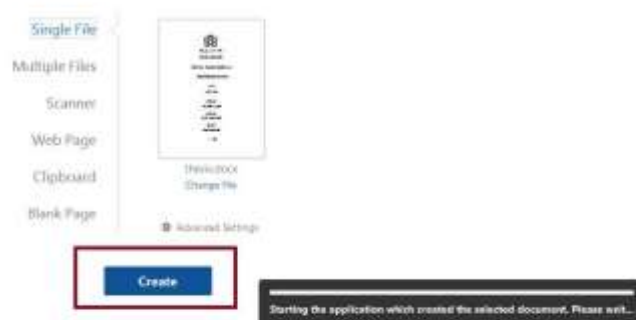 Single File
Multiple Files
Scanner
Web Page
Clipboard
Blank Page
Change File
Advanced Settings
Create
Starting the application which created the selected document. Please wait...